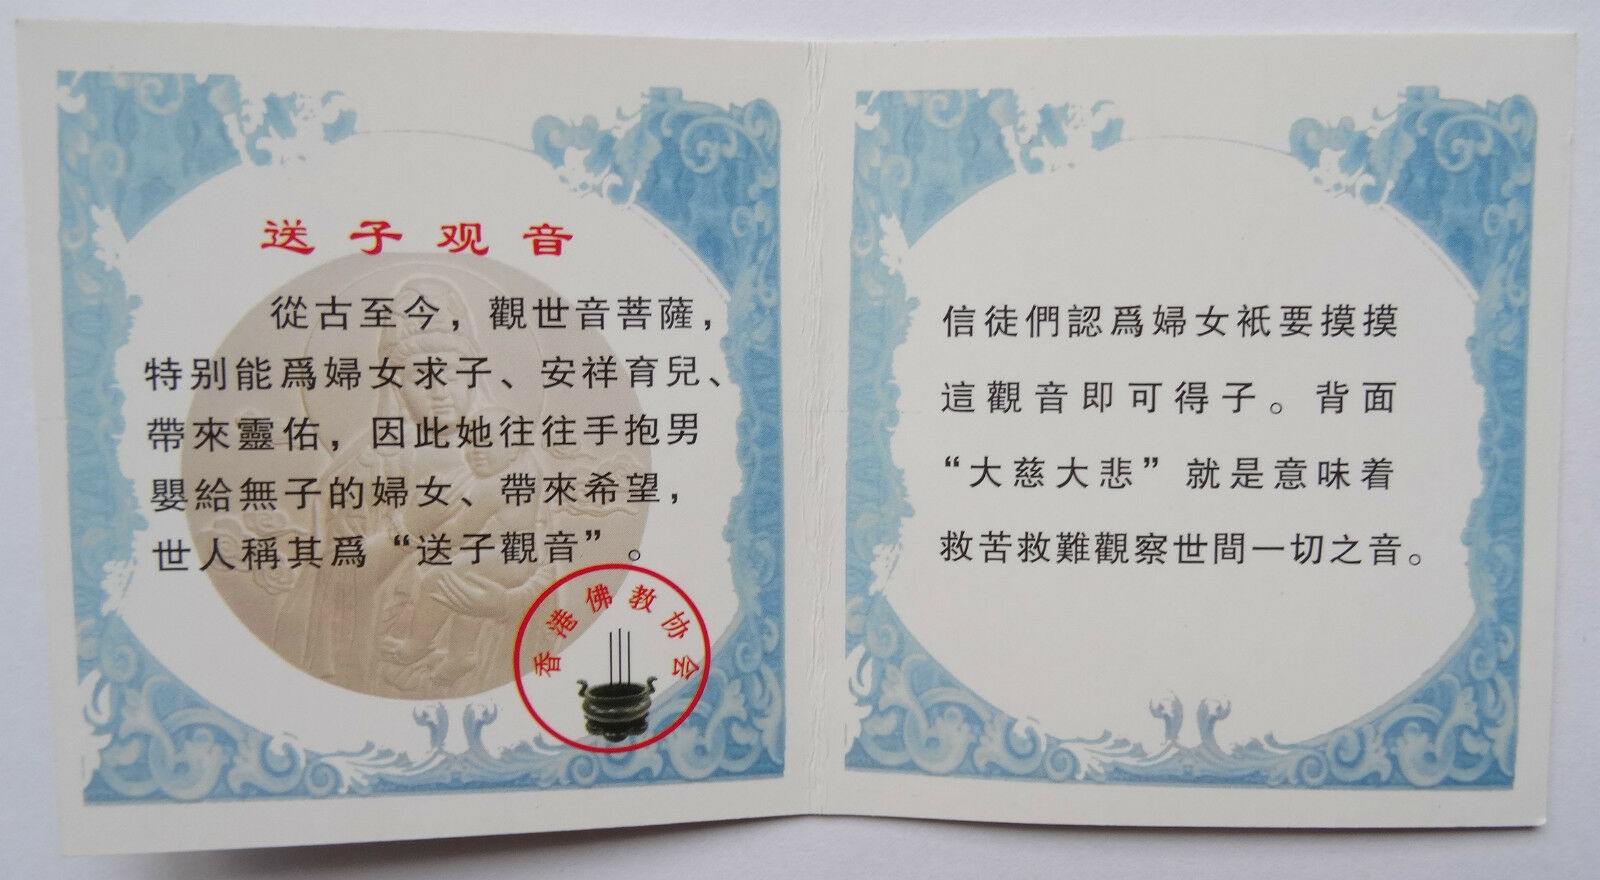 送子观音
從古至今，觀世音菩薩，
特别能爲婦女求子、安祥育兒、
帶來靈佑，因此她往往手抱男
嬰給無子的婦女、帶來希望，
世人稱其爲“送子觀音”。
香港佛教协会
信徒們認爲婦女祇要摸摸
這觀音即可得子。背面
“大慈大悲”就是意味着
救苦救難觀察世間一切之音。